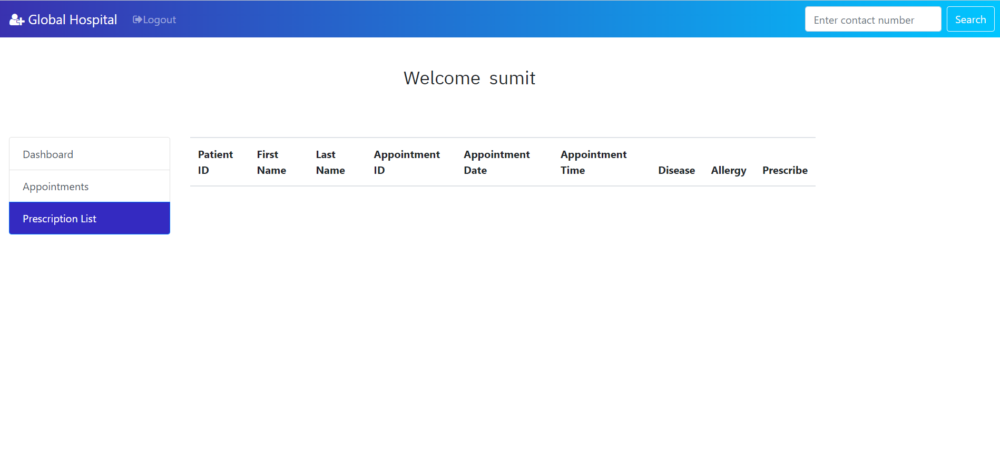 Global Hospital Logout Enter contact number Search
Welcome sumit
Dashboard
Appointments
Prescription List
Patient ID First Name Last Name Appointment ID Appointment Date Appointment Time Disease Allergy Prescribe